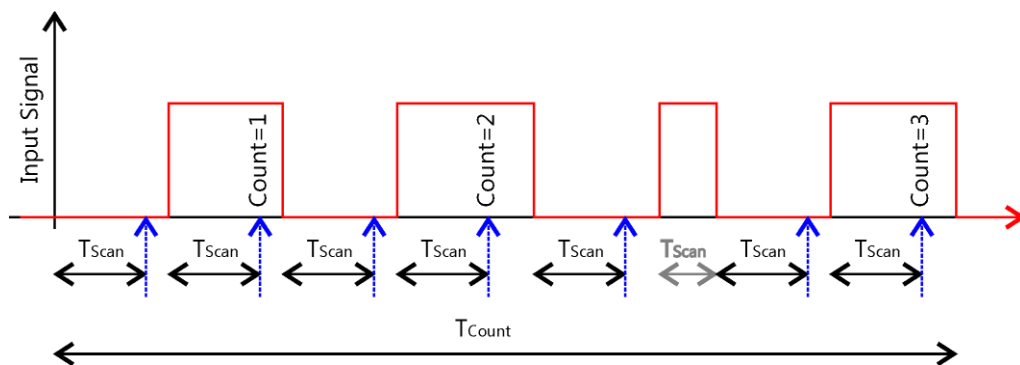 Input Signal
Count=1
Count=2
Count=3
TScan
TScan
TScan
TScan
TScan
TScan
TScan
TScan
TCount